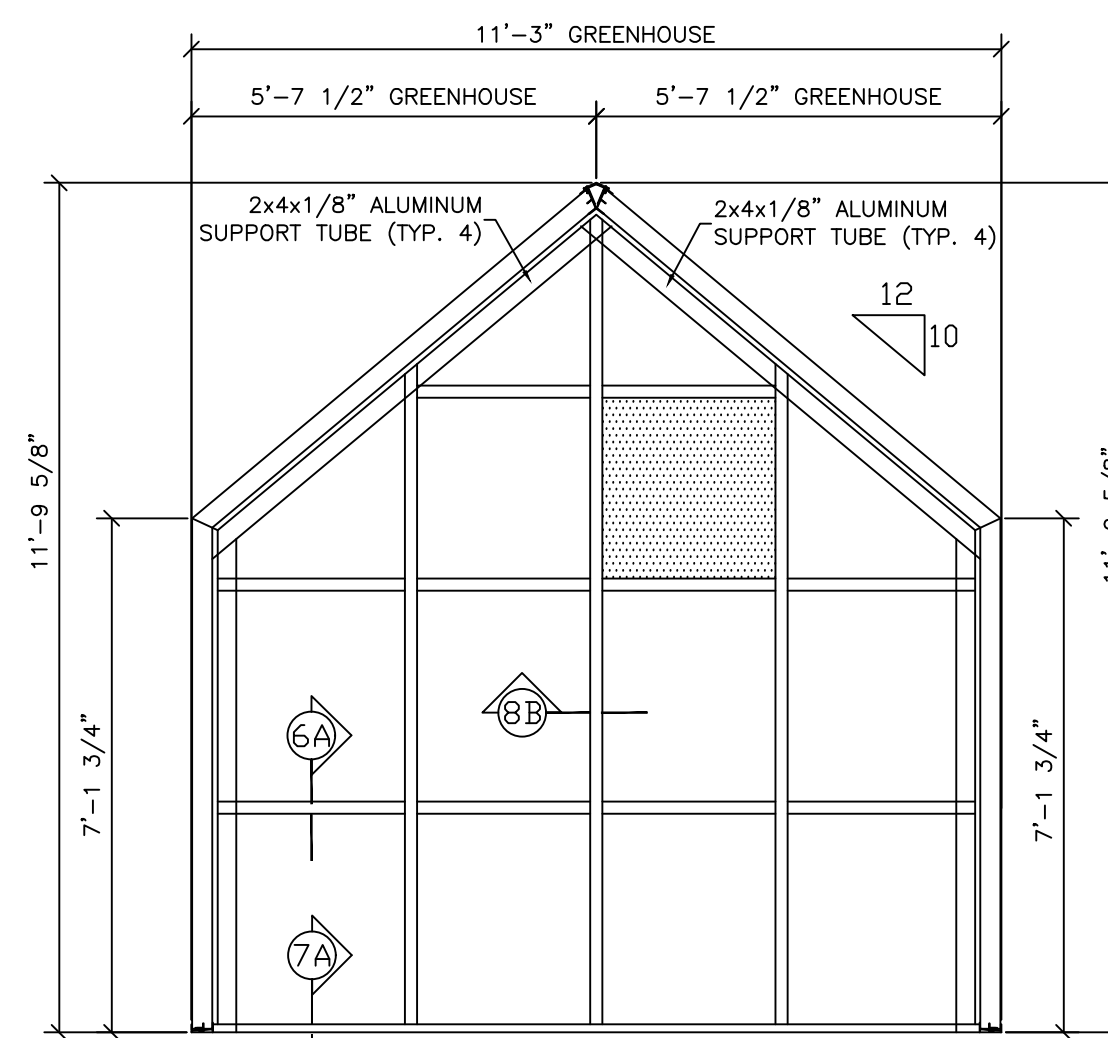 11'-3" GREENHOUSE
5'-7 1/2" GREENHOUSE
5'-7 1/2" GREENHOUSE
2x4x1/8" ALUMINUM
SUPPORT TUBE (TYP. 4)
2x4x1/8" ALUMINUM
SUPPORT TUBE (TYP. 4)
12
10
11'-9 5/8"
7'-1 3/4"
7'-1 3/4"
6A
8B
7A